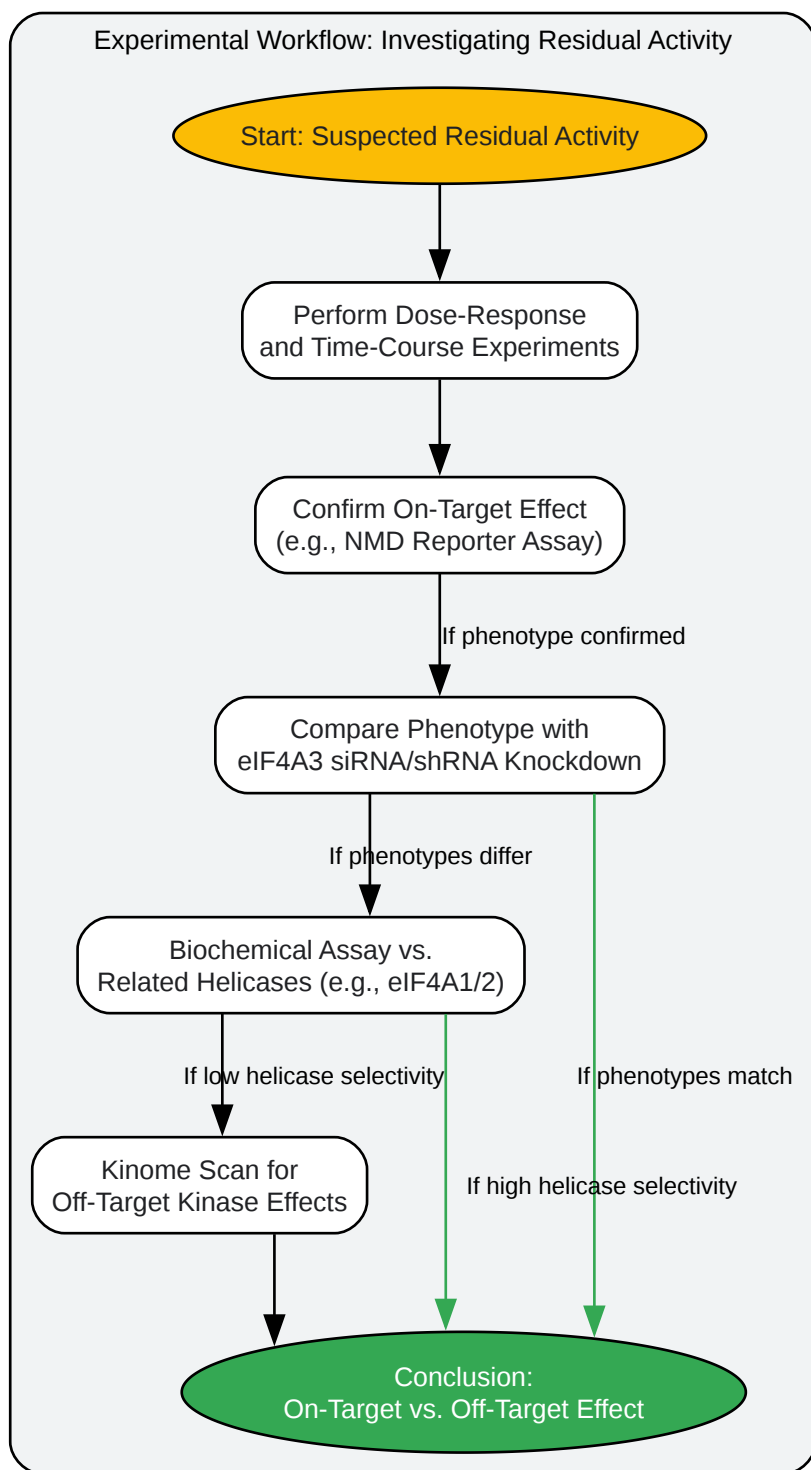 Experimental Workflow: Investigating Residual Activity
Start: Suspected Residual Activity
Perform Dose-Response
and Time-Course Experiments
Confirm On-Target Effect
(e.g., NMD Reporter Assay)
If phenotype confirmed
Compare Phenotype with
eIF4A3 siRNA/shRNA Knockdown
If phenotypes differ
Biochemical Assay vs.
Related Helicases (e.g., eIF4A1/2)
If low helicase selectivity
If phenotypes match
Kinome Scan for
Off-Target Kinase Effects
If high helicase selectivity
Conclusion:
On-Target vs. Off-Target Effect